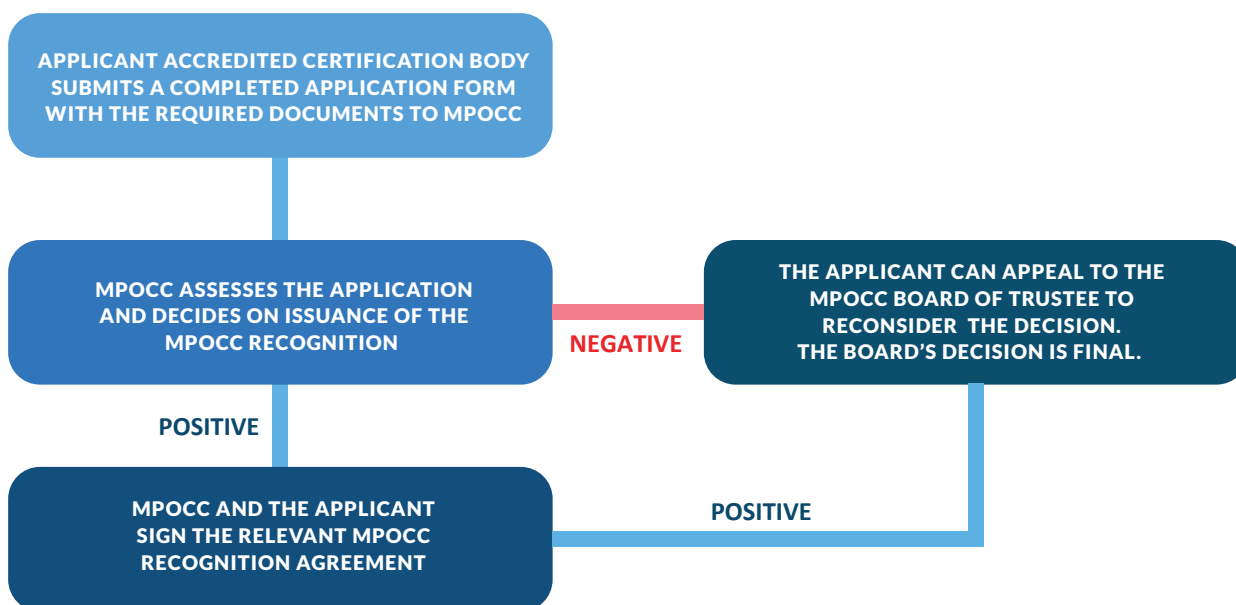 APPLICANT ACCREDITED CERTIFICATION BODY
SUBMITS A COMPLETED APPLICATION FORM
WITH THE REQUIRED DOCUMENTS TO MPOCC
MPOCC ASSESSES THE APPLICATION
AND DECIDES ON ISSUANCE OF THE
MPOCC RECOGNITION
NEGATIVE
THE APPLICANT CAN APPEAL TO THE
MPOCC BOARD OF TRUSTEE TO
RECONSIDER THE DECISION.
THE BOARD'S DECISION IS FINAL.
POSITIVE
MPOCC AND THE APPLICANT
SIGN THE RELEVANT MPOCC
RECOGNITION AGREEMENT
POSITIVE